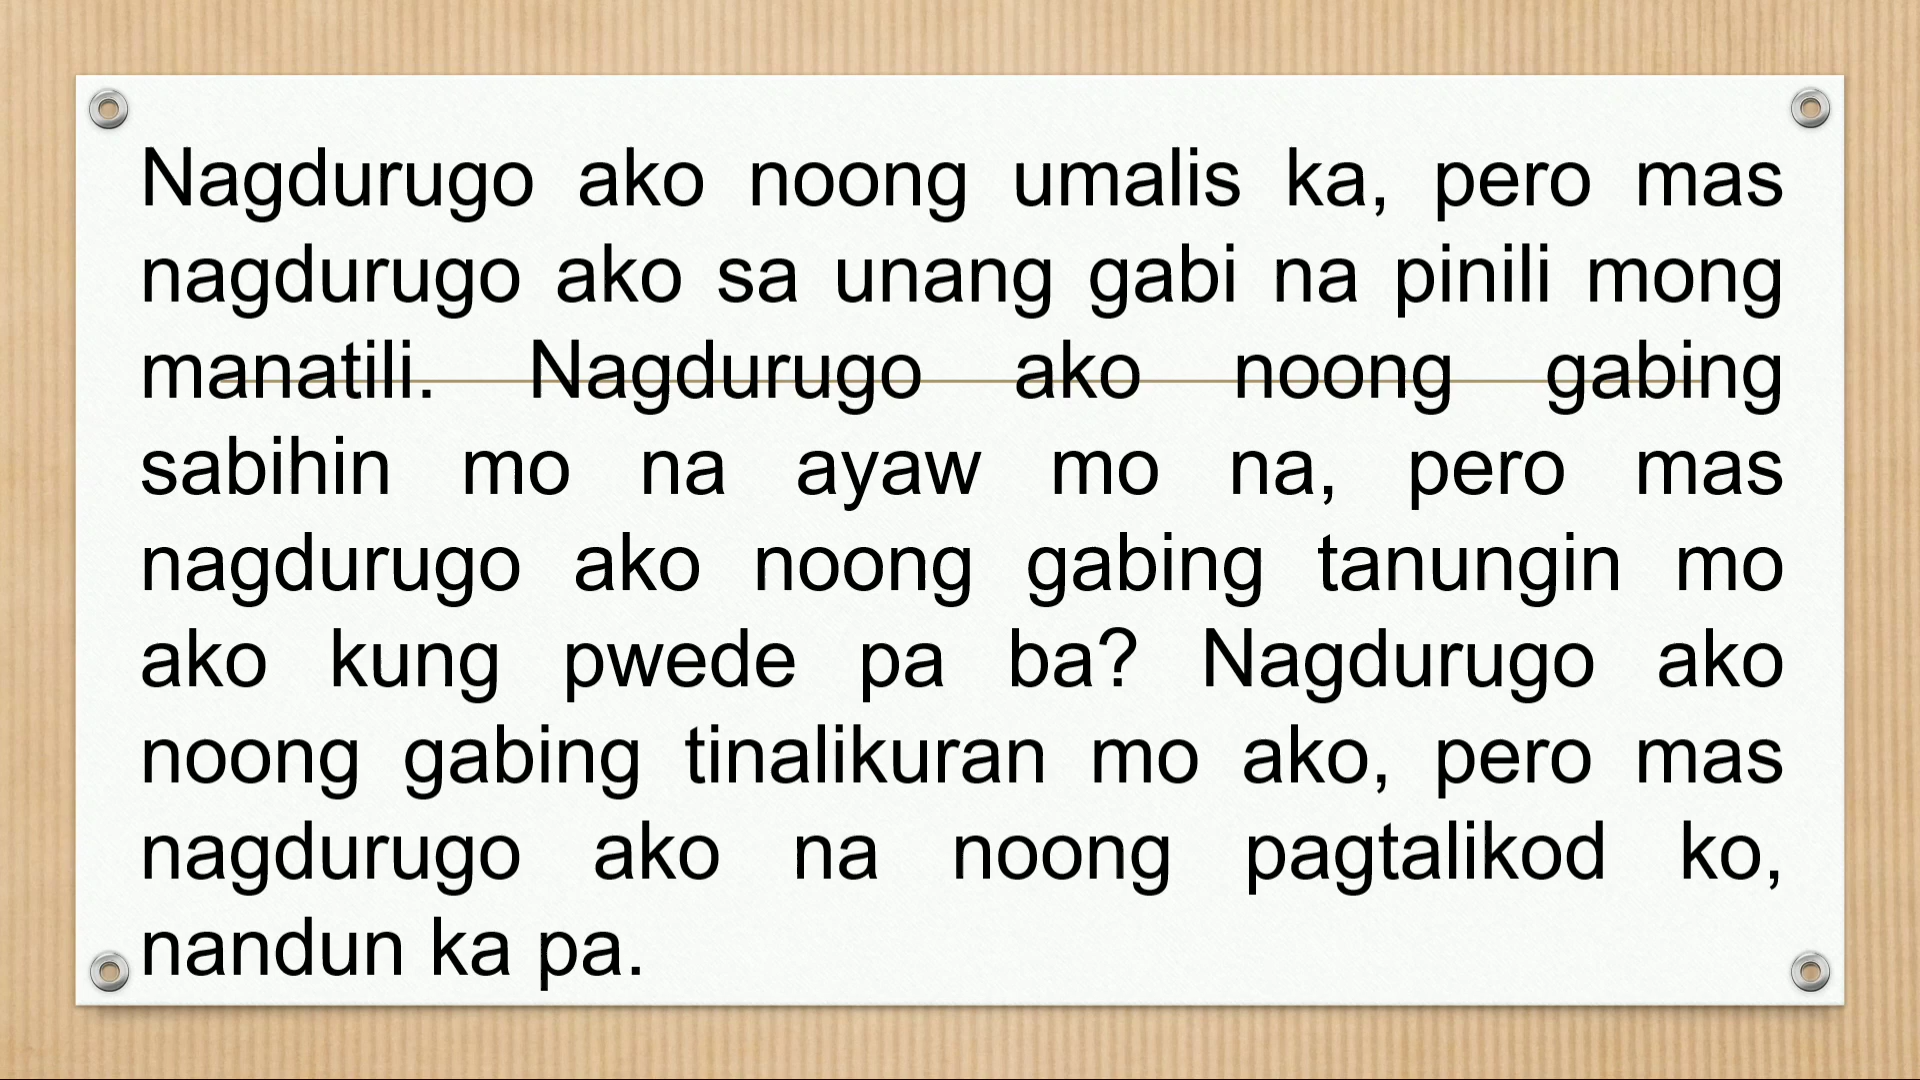 Nagdurugo ako noong umalis ka, pero mas
nagdurugo ako sa unang gabi na pinili mong
manatili. Nagdurugo ako noong gabing
sabihin mo na ayaw mo na, pero mas
nagdurugo ako noong gabing tanungin mo
ako kung pwede pa ba? Nagdurugo ako
noong gabing tinalikuran mo ako, pero mas
nagdurugo ako na noong pagtalikod ko,
nandun ka pa.